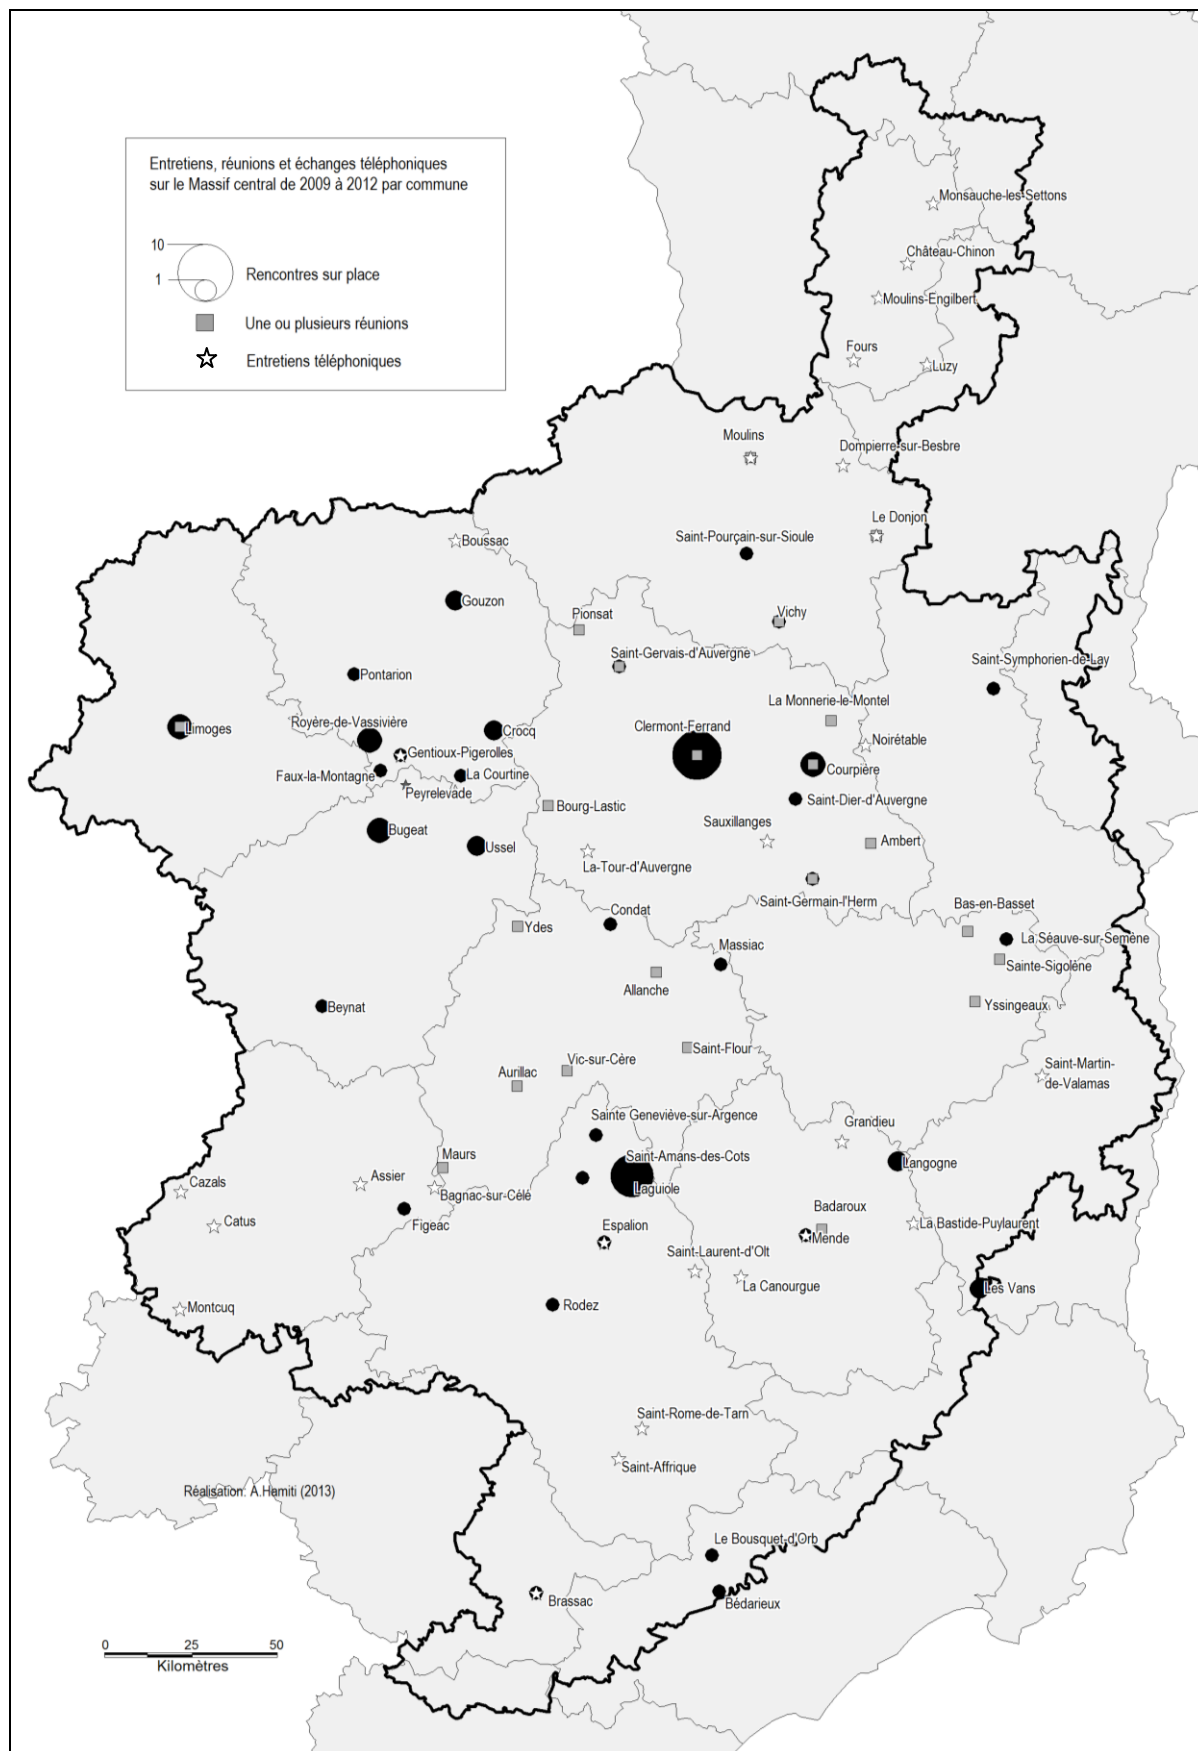 Entretiens, réunions et échanges téléphoniques
sur le Massif central de 2009 à 2012 par commune
10
1
Rencontres sur place
Une ou plusieurs réunions
Entretiens téléphoniques
Monsauche-les-Settons
Château-Chinon
Moulins-Engilbert
Fours
Luzy
Moulins
Dompierre-sur-Besbre
Le Donjon
Saint-Pourçain-sur-Sioule
Boussac
Gouzon
Pionsat
Vichy
Saint-Gervais-d'Auvergne
Saint-Symphorien-de-Lay
Pontarion
La Monnerie-le-Montel
Limoges
Royère-de-Vassivière
Crocq
Clermont-Ferrand
Noirétable
Gentioux-Pigerolles
Faux-la-Montagne
La Courtine
Courpière
Peyrelevade
Bourg-Lastic
Saint-Dier-d'Auvergne
Bugeat
Ussel
Sauxillanges
Ambert
La-Tour-d'Auvergne
Saint-Germain-l'Herm
Bas-en-Basset
Condat
Ydes
Massiac
La Séauve-sur-Semène
Sainte-Sigolène
Allanche
Beynat
Yssingeaux
Saint-Flour
Vic-sur-Cère
Aurillac
Saint-Martin-
de-Valamas
Sainte Geneviève-sur-Argence
Grandieu
Maurs
Saint-Amans-des-Cots
Langogne
Cazals
Assier
Bagnac-sur-Célé
Laguiole
Catus
Figeac
Espalion
Badaroux
Mende
La Bastide-Puylaurent
Saint-Laurent-d'Olt
La Canourgue
Les Vans
Montcuq
Rodez
Saint-Rome-de-Tarn
Saint-Affrique
Réalisation: A.Hamiti (2013)
Le Bousquet-d'Orb
Brassac
Bédarieux
0 25 50
Kilomètres